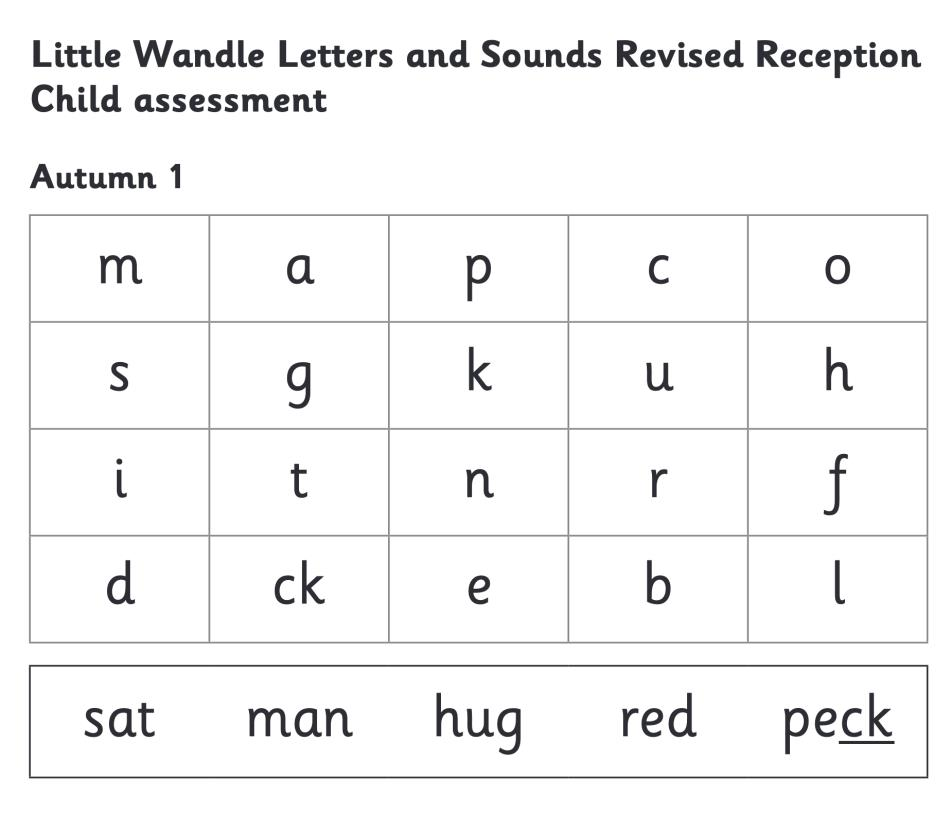 Little Wandle Letters and Sounds Revised Reception
Child assessment
Autumn 1
m a p c o
s g k u h
i t n r f
d ck e b l
sat man hug red peck